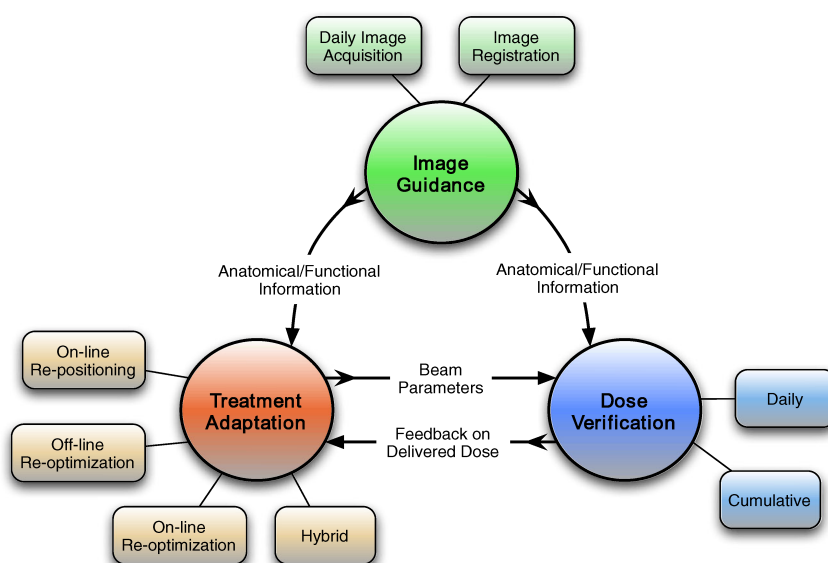 Daily Image
Acquisition
Image
Registration
Image
Guidance
Anatomical/Functional
Information
Anatomical/Functional
Information
On-line
Re-positioning
Treatment
Adaptation
Beam
Parameters
Dose
Verification
Daily
Off-line
Re-optimization
Feedback on
Delivered Dose
Cumulative
On-line
Re-optimization
Hybrid